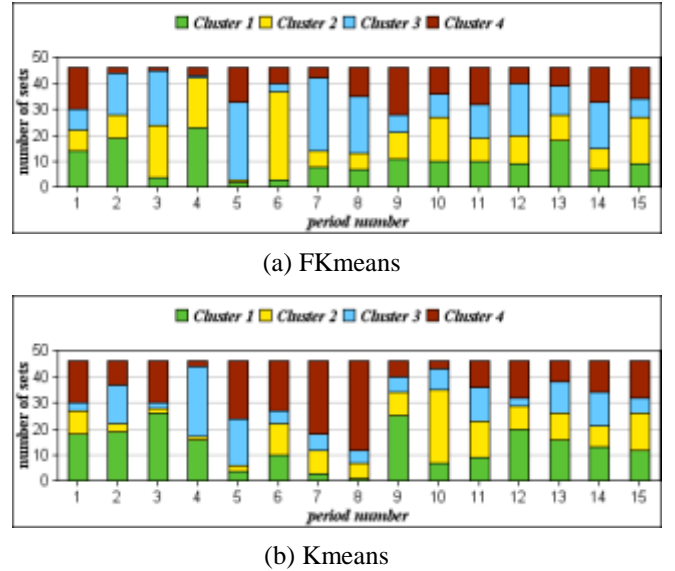 Cluster 1 Cluster 2 Cluster 3 Cluster 4
number of sets
50
40
30
20
10
0
1 2 3 4 5 6 7 8 9 10 11 12 13 14 15
period number
(a) FKmeans
Cluster 1 Cluster 2 Cluster 3 Cluster 4
number of sets
50
40
30
20
10
0
1 2 3 4 5 6 7 8 9 10 11 12 13 14 15
period number
(b) Kmeans